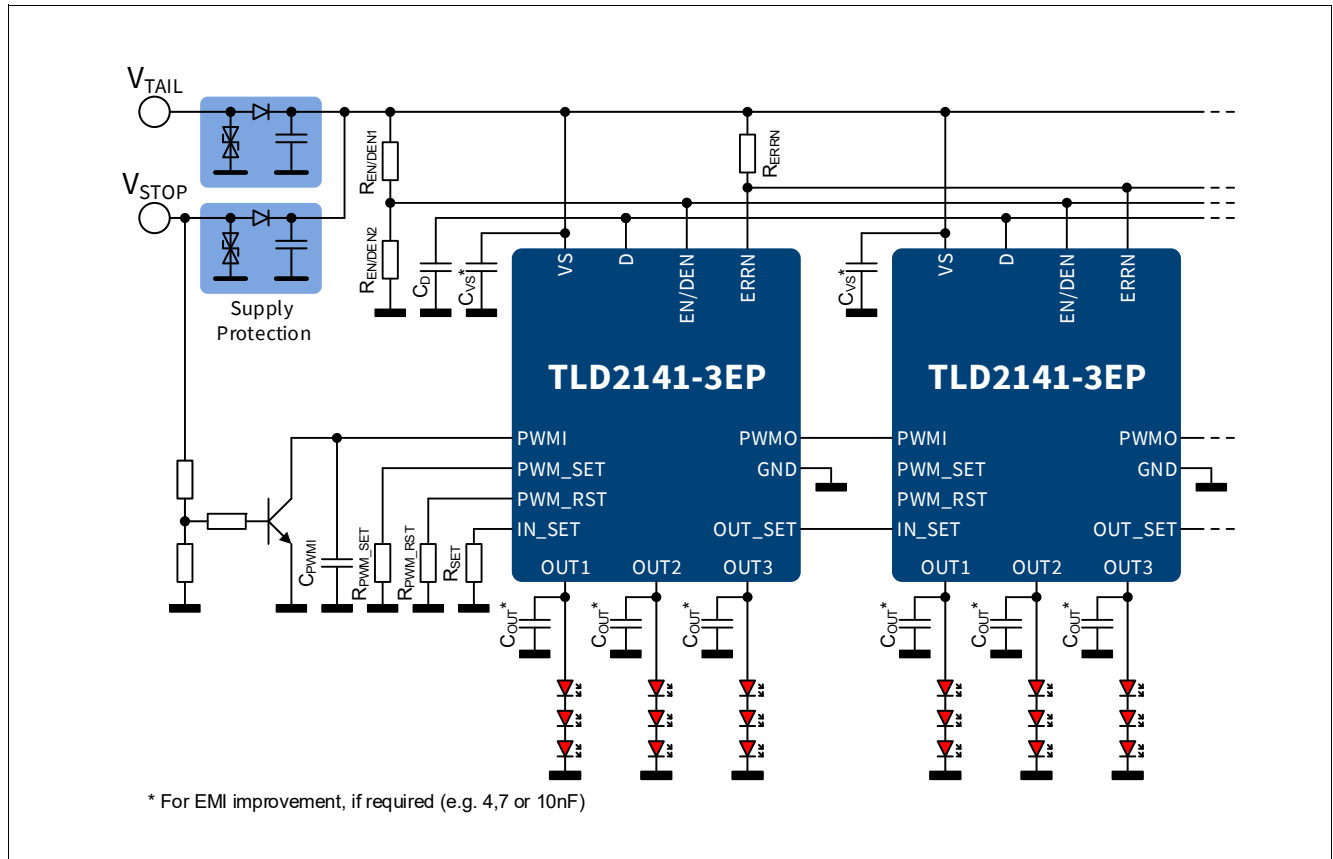 VTAIL
VSTOP
Supply
Protection
REN/DEN1
REN/DEN2
CD
CVS*
RERRN
CVS*
VS
D
EN/DEN
ERRN
VS
D
EN/DEN
ERRN
TLD2141-3EP
TLD2141-3EP
PWMI
PWMO
PWMI
PWMO
PWM_SET
GND
PWM_SET
GND
PWM_RST
PWM_RST
IN_SET
OUT_SET
IN_SET
OUT_SET
OUT1
OUT2
OUT3
OUT1
OUT2
OUT3
CPWMI
RPWM_SET
RPWM_RST
RSET
COUT*
COUT*
COUT*
COUT*
COUT*
COUT*
* For EMI improvement, if required (e.g. 4,7 or 10nF)